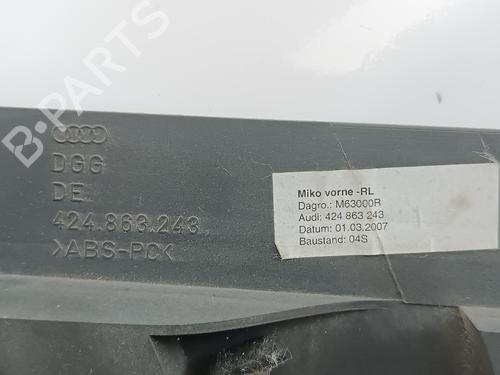 B-PARTS
DGG
DE
424.863.243
>ABS-PCK
Miko vorne -RL
Dagro.: M63000R
Audi: 424 863 243
Datum: 01.03.2007
Baustand: 04S